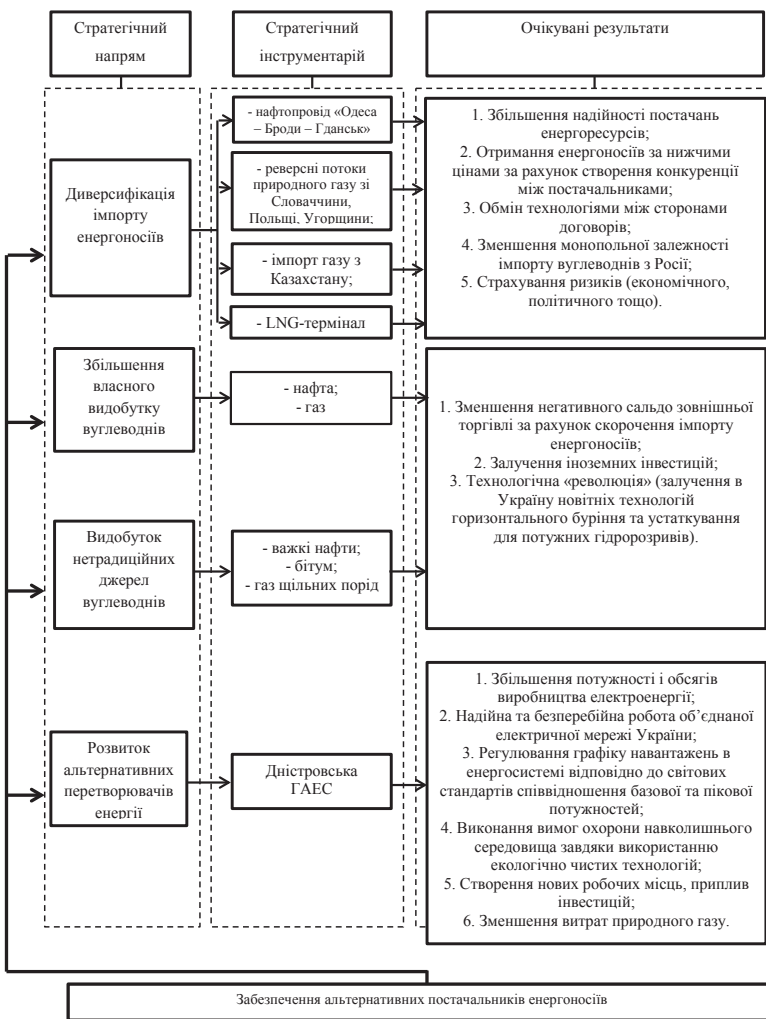 Стратегічний
напрям
Стратегічний
інструментарій
Очікувані результати
Диверсифікація
імпорту
енергоносіїв
- нафтопровід «Одеса
– Броди – Гданськ»
- реверсні потоки
природного газу зі
Словаччини,
Польщі, Угорщини;
- імпорт газу з
Казахстану;
- LNG-термінал
1. Збільшення надійності постачань
енергоресурсів;
2. Отримання енергоносіїв за нижчими
цінами за рахунок створення конкуренції
між постачальниками;
3. Обмін технологіями між сторонами
договорів;
4. Зменшення монопольної залежності
імпорту вуглеводнів з Росії;
5. Страхування ризиків (економічного,
політичного тощо).
Збільшення
власного
видобутку
вуглеводнів
- нафта;
- газ
1. Зменшення негативного сальдо зовнішньої
торгівлі за рахунок скорочення імпорту
енергоносіїв;
2. Залучення іноземних інвестицій;
3. Технологічна «революція» (залучення в
Україну новітніх технологій
горизонтального буріння та устаткування
для потужних гідророзривів).
Видобуток
нетрадиційних
джерел
вуглеводнів
- важкі нафти;
- бітум;
- газ щільних порід
Розвиток
альтернативних
перетворювачів
енергії
Дністровська
ГАЕС
1. Збільшення потужності і обсягів
виробництва електроенергії;
2. Надійна та безперебійна робота об’єднаної
електричної мережі України;
3. Регулювання графіку навантажень в
енергосистемі відповідно до світових
стандартів співвідношення базової та пікової
потужностей;
4. Виконання вимог охорони навколишнього
середовища завдяки використанню
екологічно чистих технологій;
5. Створення нових робочих місць, приплив
інвестицій;
6. Зменшення витрат природного газу.
Забезпечення альтернативних постачальників енергоносіїв